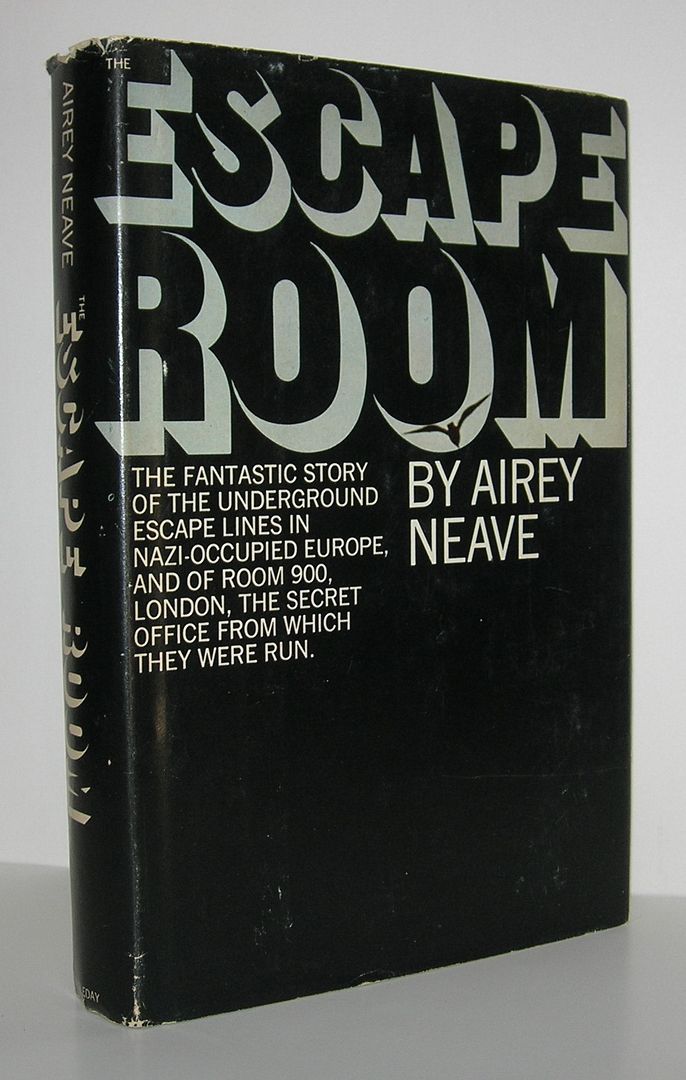 THE
ESCAPE
ROOM
THE FANTASTIC STORY
OF THE UNDERGROUND
ESCAPE LINES IN
NAZI-OCCUPIED EUROPE,
AND OF ROOM 900,
LONDON, THE SECRET
OFFICE FROM WHICH
THEY WERE RUN.
BY AIREY
NEAVE
AIREY NEAVE
THE
ESCAPE ROOM
EDAY